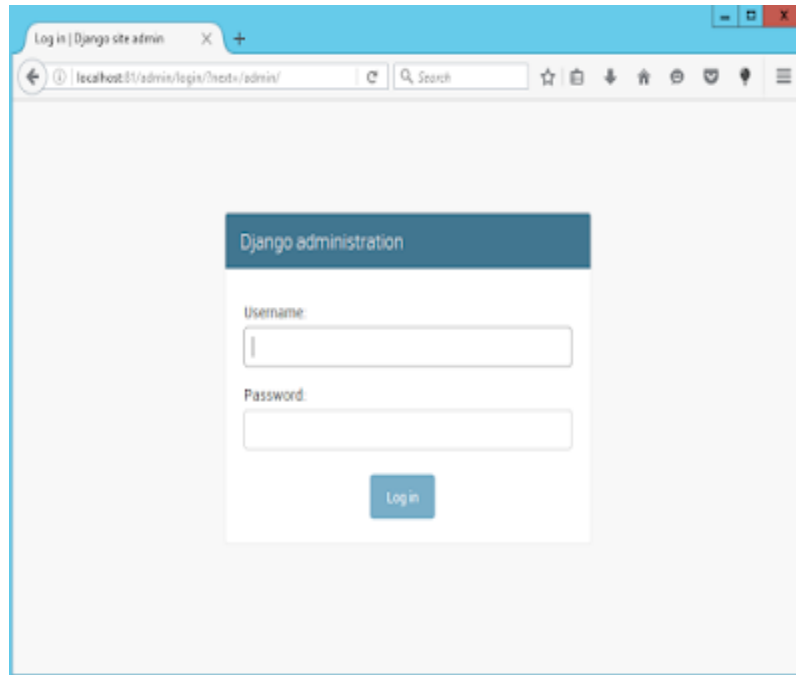 Log in | Django site admin
localhost:81/admin/login/?next=/admin/
Search
Django administration
Username:
Password:
Log in